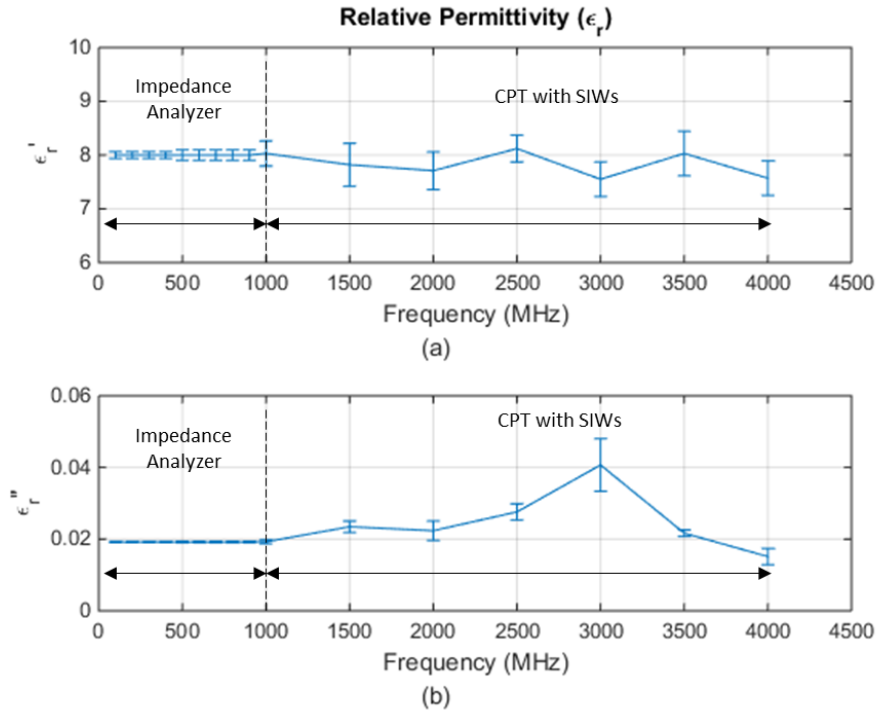 Relative Permittivity (ϵr)
10
9
8
7
6
ϵr'
Impedance
Analyzer
CPT with SIWs
0 500 1000 1500 2000 2500 3000 3500 4000 4500
Frequency (MHz)
(a)
0.06
0.04
0.02
0
ϵr"
Impedance
Analyzer
CPT with SIWs
0 500 1000 1500 2000 2500 3000 3500 4000 4500
Frequency (MHz)
(b)